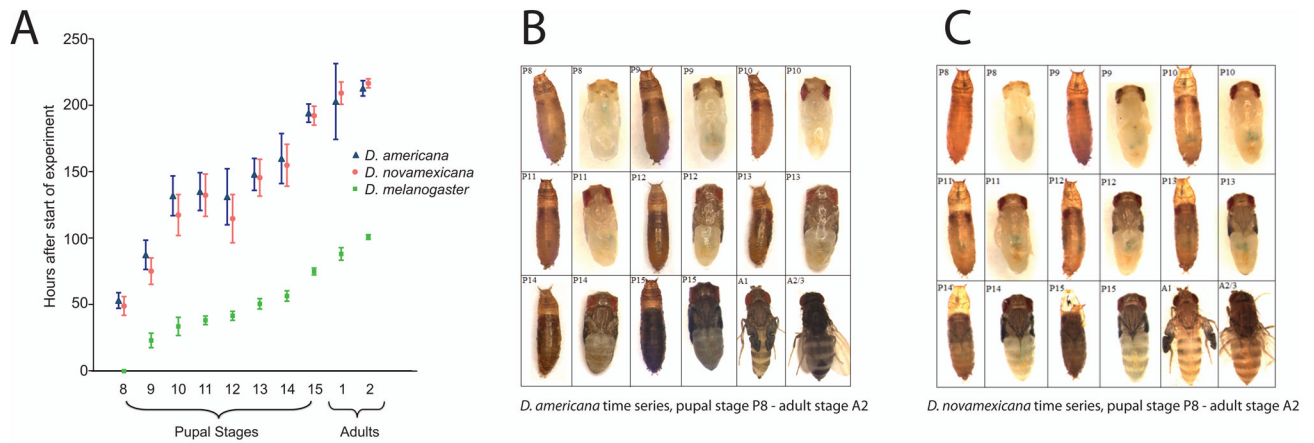 A
250
200
150
100
50
0
Hours after start of experiment
D. americana
D. novamexicana
D. melanogaster
8 9 10 11 12 13 14 15 1 2
Pupal Stages
Adults
B
P8 P8 P9 P9 P10 P10
P11 P11 P12 P12 P13 P13
P14 P14 P15 P15 A1 A2/3
D. americana time series, pupal stage P8 - adult stage A2
C
P8 P8 P9 P9 P10 P10
P11 P11 P12 P12 P13 P13
P14 P14 P15 P15 A1 A2/3
D. novamexicana time series, pupal stage P8 - adult stage A2